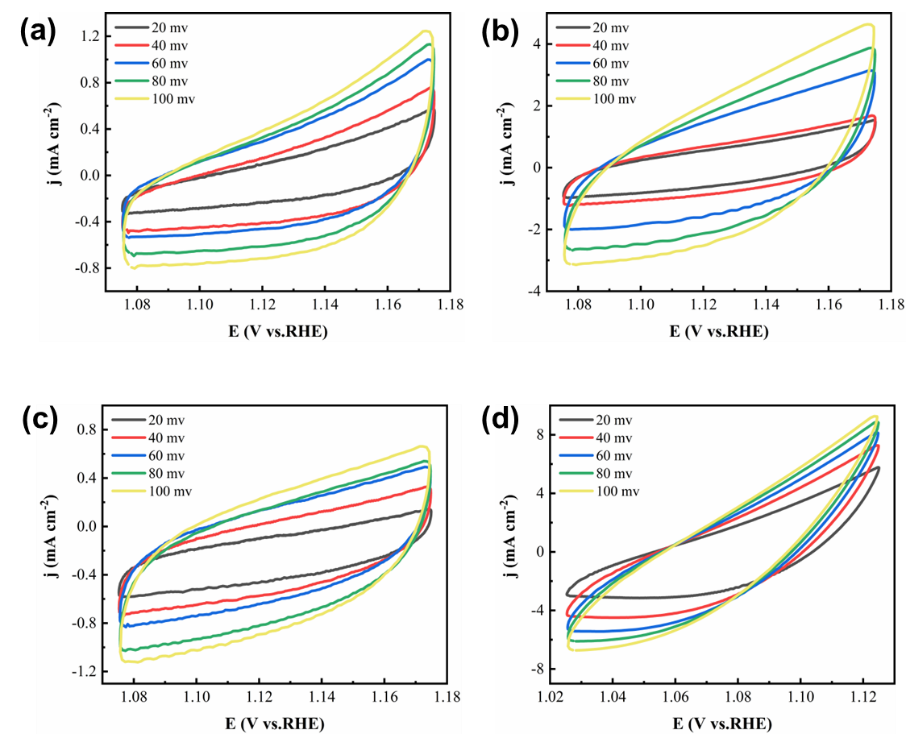 (a)
20 mv
40 mv
60 mv
80 mv
100 mv
1.2
0.8
0.4
0.0
-0.4
-0.8
j (mA cm-2)
1.08 1.10 1.12 1.14 1.16 1.18
E (V vs.RHE)
(b)
20 mv
40 mv
60 mv
80 mv
100 mv
4
2
0
-2
-4
j (mA cm-2)
1.08 1.10 1.12 1.14 1.16 1.18
E (V vs.RHE)
(c)
20 mv
40 mv
60 mv
80 mv
100 mv
0.8
0.4
0.0
-0.4
-0.8
-1.2
j (mA cm-2)
1.08 1.10 1.12 1.14 1.16 1.18
E (V vs.RHE)
(d)
20 mv
40 mv
60 mv
80 mv
100 mv
8
4
0
-4
-8
j (mA cm-2)
1.02 1.04 1.06 1.08 1.10 1.12
E (V vs.RHE)